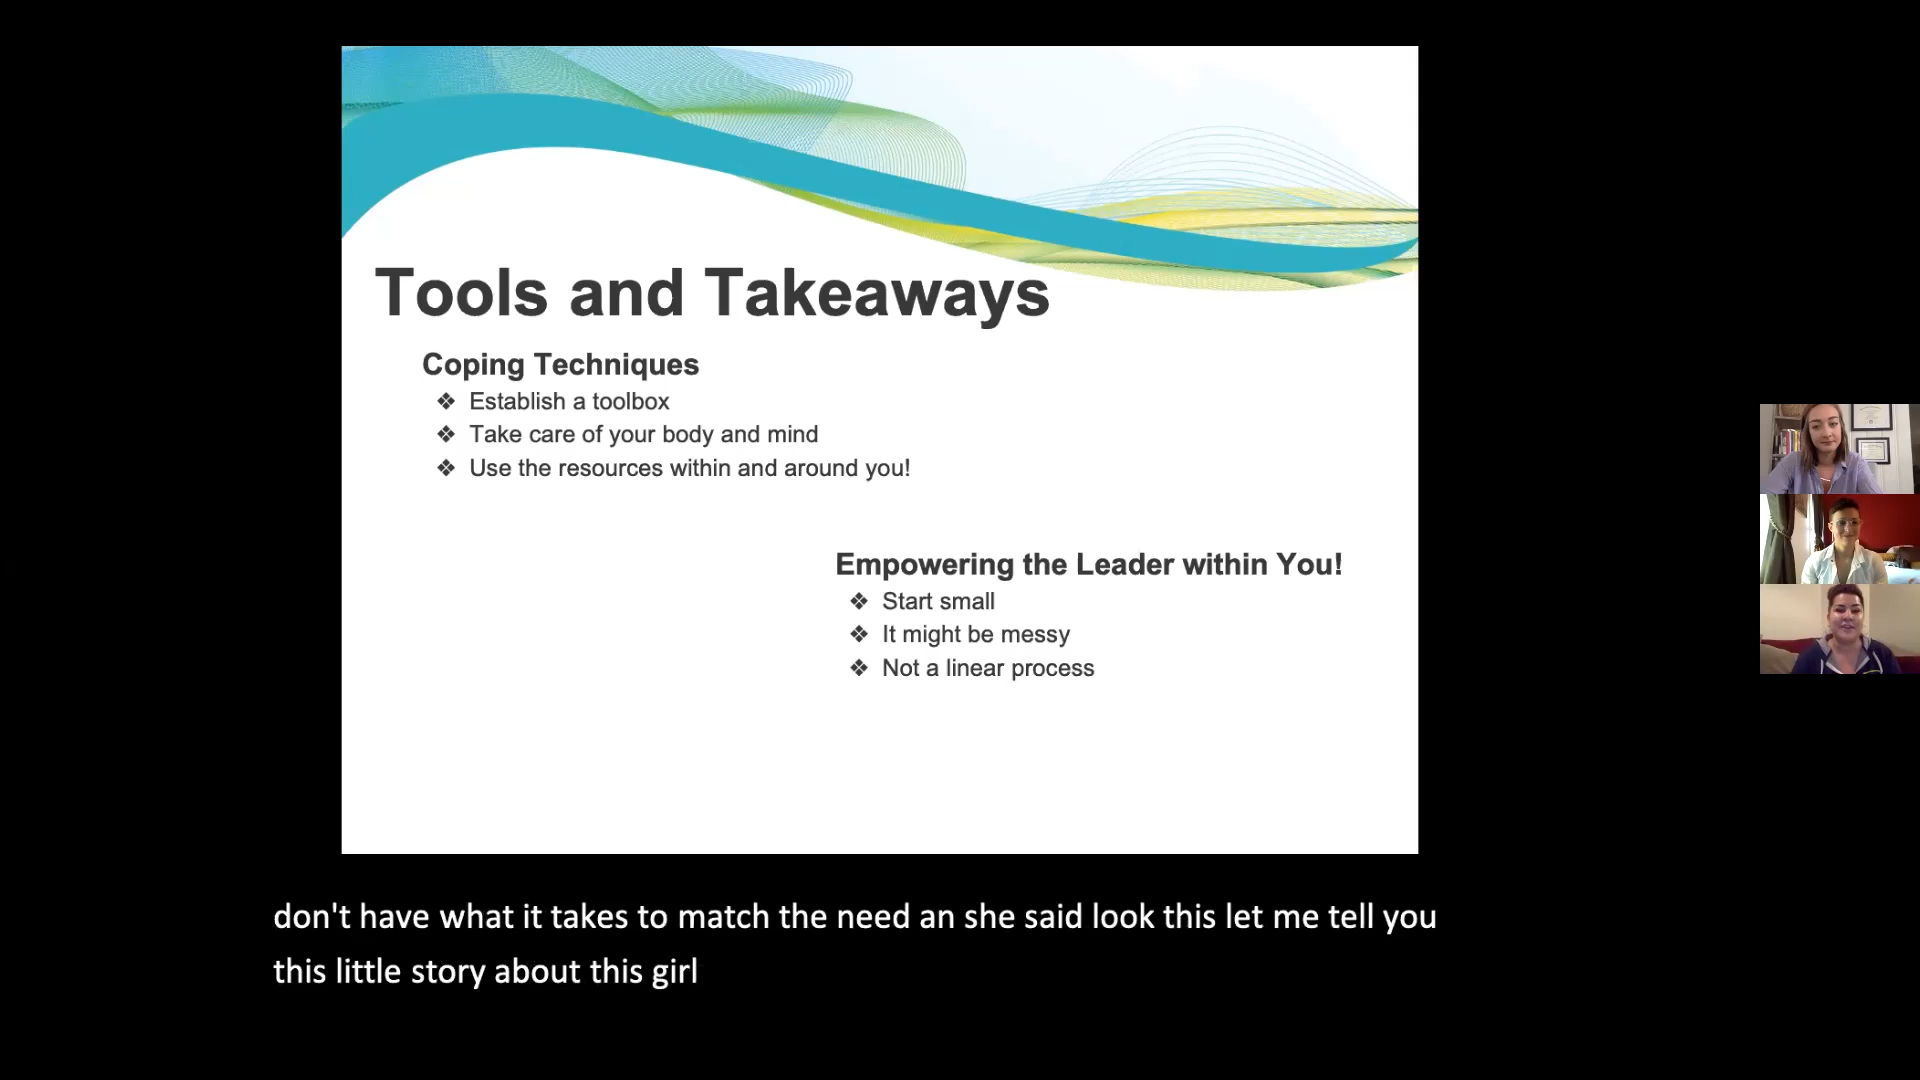 Tools and Takeaways
Coping Techniques
❖ Establish a toolbox
❖ Take care of your body and mind
❖ Use the resources within and around you!
Empowering the Leader within You!
❖ Start small
❖ It might be messy
❖ Not a linear process
don't have what it takes to match the need an she said look this let me tell you
this little story about this girl